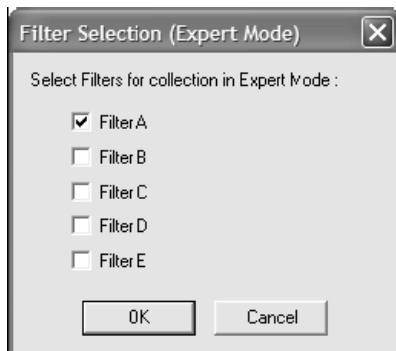 Filter Selection (Expert Mode)
Select Filters for collection in Expert Mode :
Filter A
Filter B
Filter C
Filter D
Filter E
OK Cancel